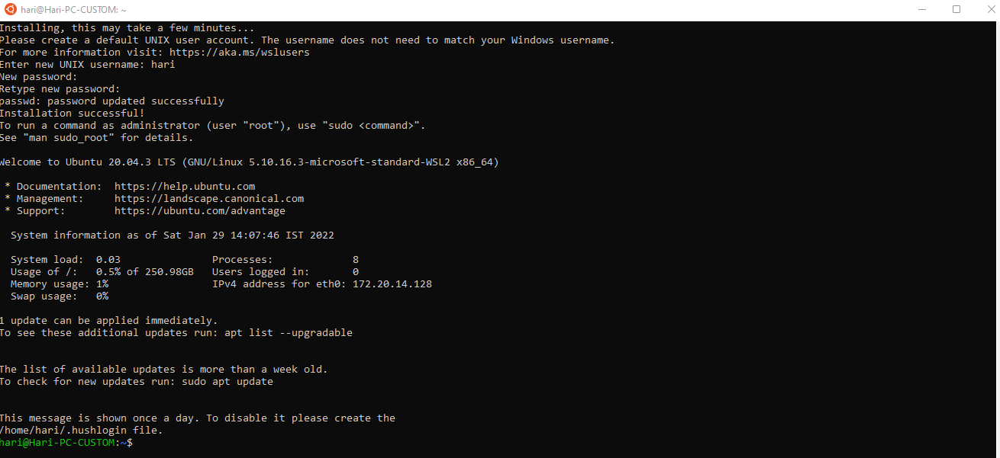 hari@Hari-PC-CUSTOM: ~
Installing, this may take a few minutes...
Please create a default UNIX user account. The username does not need to match your Windows username.
For more information visit: https://aka.ms/wslusers
Enter new UNIX username: hari
New password:
Retype new password:
passwd: password updated successfully
Installation successful!
To run a command as administrator (user "root"), use "sudo <command>".
See "man sudo_root" for details.

Welcome to Ubuntu 20.04.3 LTS (GNU/Linux 5.10.16.3-microsoft-standard-WSL2 x86_64)

 * Documentation:  https://help.ubuntu.com
 * Management:     https://landscape.canonical.com
 * Support:        https://ubuntu.com/advantage

  System information as of Sat Jan 29 14:07:46 IST 2022

  System load:  0.03               Processes:             8
  Usage of /:   0.5% of 250.98GB   Users logged in:       0
  Memory usage: 1%                 IPv4 address for eth0: 172.20.14.128
  Swap usage:   0%

1 update can be applied immediately.
To see these additional updates run: apt list --upgradable

The list of available updates is more than a week old.
To check for new updates run: sudo apt update

This message is shown once a day. To disable it please create the
/home/hari/.hushlogin file.
hari@Hari-PC-CUSTOM:~$